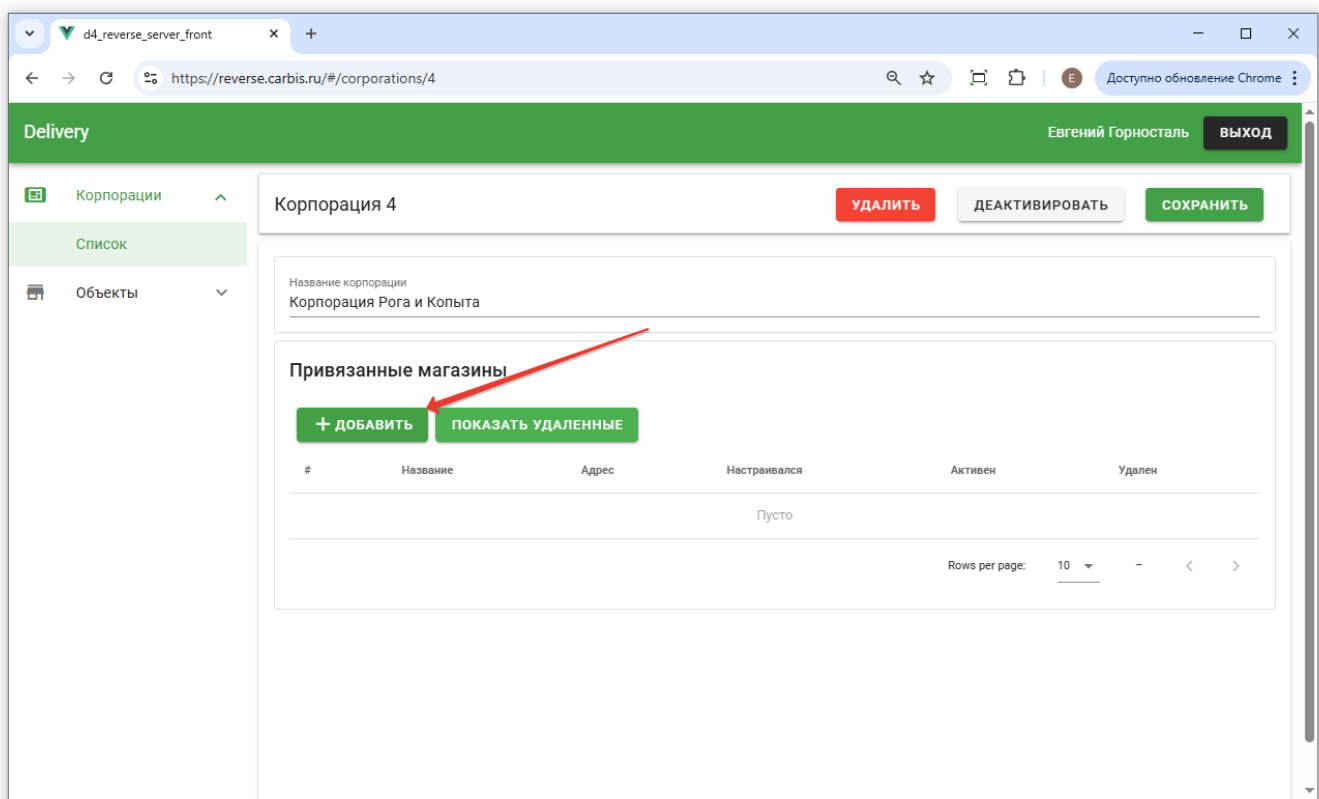 d4_reverse_server_front
https://reverse.carbis.ru/#/corporations/4
E
Доступно обновление Chrome
Delivery
Евгений Горносталь
ВЫХОД
Корпорации
Список
Объекты
Корпорация 4
УДАЛИТЬ
ДЕАКТИВИРОВАТЬ
СОХРАНИТЬ
Название корпорации
Корпорация Рога и Копыта
Привязанные магазины
+ ДОБАВИТЬ
ПОКАЗАТЬ УДАЛЕННЫЕ
# Название Адрес Настраивался Активен Удален
Пусто
Rows per page: 10 –